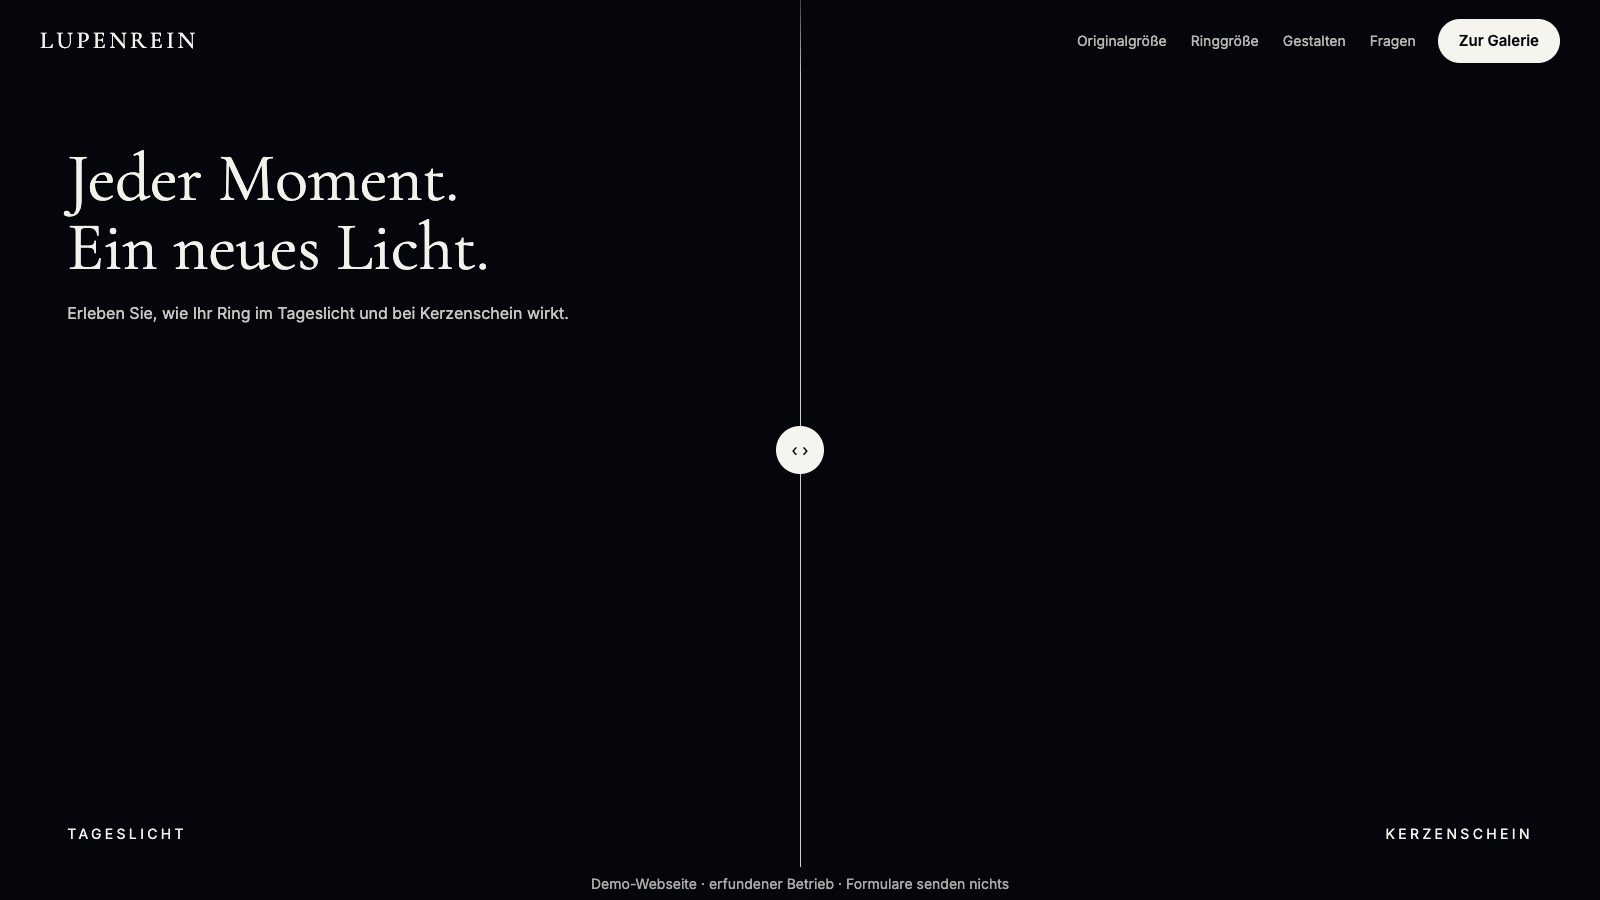 LUPENREIN
Originalgröße Ringgröße Gestalten Fragen Zur Galerie
Jeder Moment.
Ein neues Licht.
Erleben Sie, wie Ihr Ring im Tageslicht und bei Kerzenschein wirkt.
‹ ›
TAGESLICHT
KERZENSCHEIN
Demo-Webseite · erfundener Betrieb · Formulare senden nichts